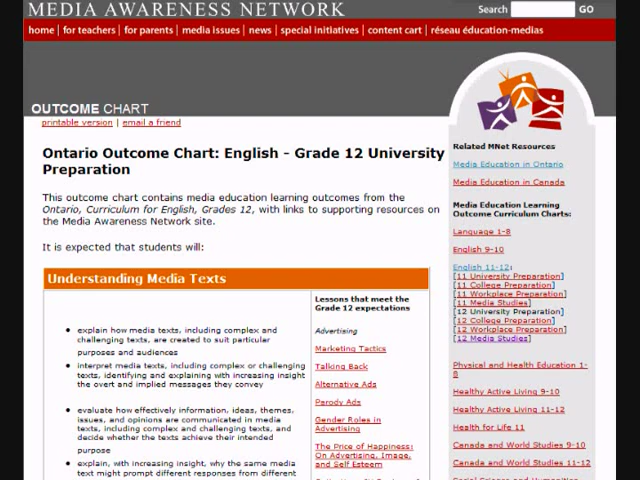 MEDIA AWARENESS NETWORK
Search GO
home | for teachers | for parents | media issues | news | special initiatives | content cart | réseau éducation-medias
OUTCOME CHART
printable version | email a friend
Ontario Outcome Chart: English - Grade 12 University
Preparation
This outcome chart contains media education learning outcomes from the
Ontario, Curriculum for English, Grades 12, with links to supporting resources on
the Media Awareness Network site.
It is expected that students will:
Understanding Media Texts
explain how media texts, including complex and
challenging texts, are created to suit particular
purposes and audiences
interpret media texts, including complex or challenging
texts, identifying and explaining with increasing insight
the overt and implied messages they convey
evaluate how effectively information, ideas, themes,
issues, and opinions are communicated in media
texts, including complex and challenging texts, and
decide whether the texts achieve their intended
purpose
explain, with increasing insight, why the same media
text might prompt different responses from different
Lessons that meet the
Grade 12 expectations
Advertising
Marketing Tactics
Talking Back
Alternative Ads
Parody Ads
Gender Roles in
Advertising
The Price of Happiness:
On Advertising, Image,
and Self Esteem
Related MNet Resources
Media Education in Ontario
Media Education in Canada
Media Education Learning
Outcome Curriculum Charts:
Language 1-8
English 9-10
English 11-12:
[11 University Preparation]
[11 College Preparation]
[11 Workplace Preparation]
[11 Media Studies]
[12 University Preparation]
[12 College Preparation]
[12 Workplace Preparation]
[12 Media Studies]
Physical and Health Education 1-
8
Healthy Active Living 9-10
Healthy Active Living 11-12
Health for Life 11
Canada and World Studies 9-10
Canada and World Studies 11-12